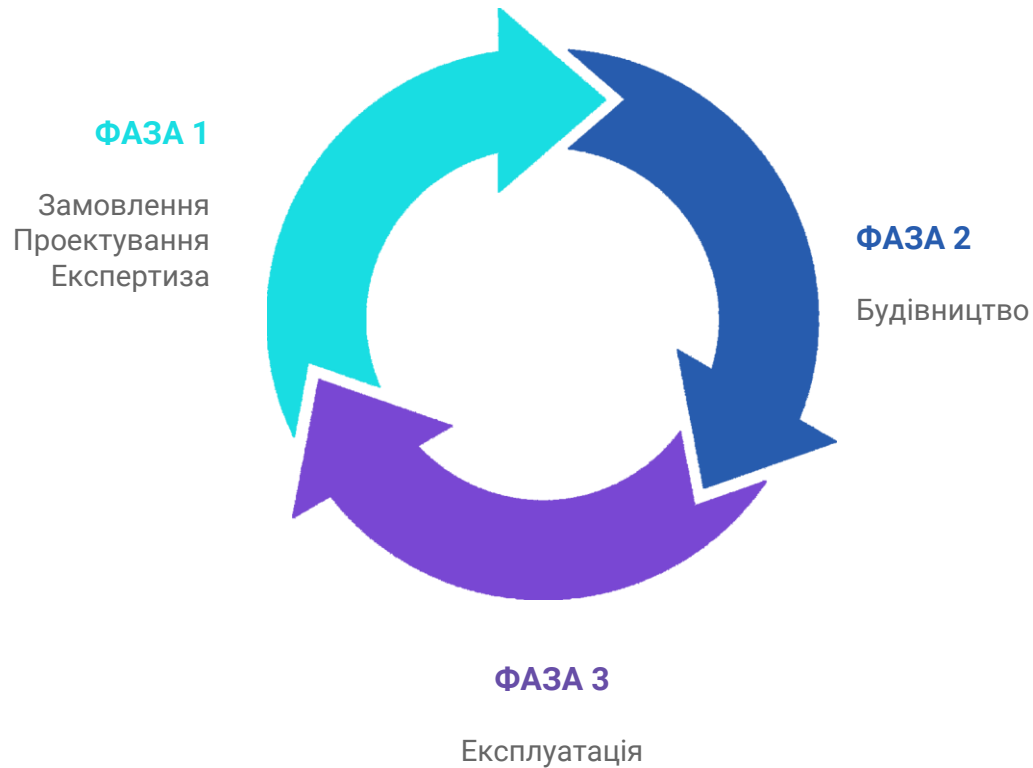 ФАЗА 1
Замовлення
Проектування
Експертиза
ФАЗА 2
Будівництво
ФАЗА 3
Експлуатація